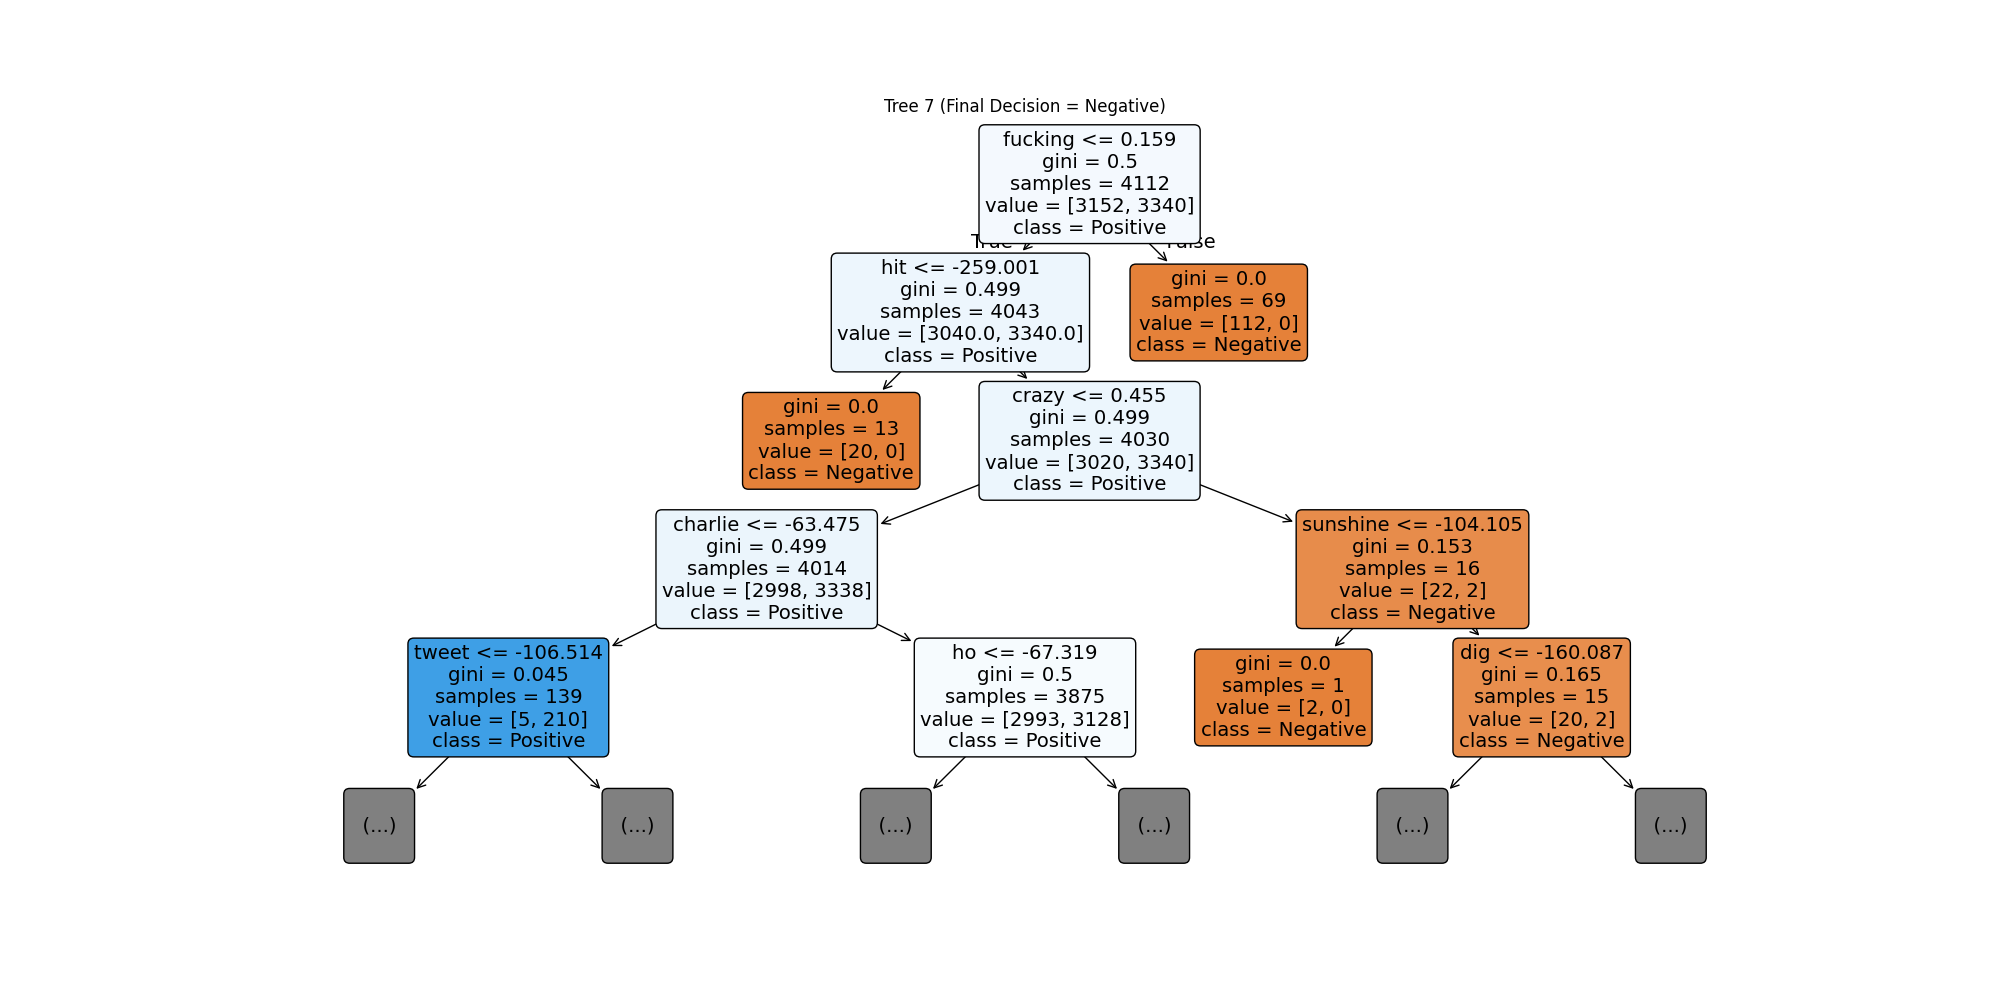 Tree 7 (Final Decision = Negative)
fucking <= 0.159
gini = 0.5
samples = 4112
value = [3152, 3340]
class = Positive
True
False
hit <= -259.001
gini = 0.499
samples = 4043
value = [3040.0, 3340.0]
class = Positive
gini = 0.0
samples = 69
value = [112, 0]
class = Negative
gini = 0.0
samples = 13
value = [20, 0]
class = Negative
crazy <= 0.455
gini = 0.499
samples = 4030
value = [3020, 3340]
class = Positive
charlie <= -63.475
gini = 0.499
samples = 4014
value = [2998, 3338]
class = Positive
sunshine <= -104.105
gini = 0.153
samples = 16
value = [22, 2]
class = Negative
tweet <= -106.514
gini = 0.045
samples = 139
value = [5, 210]
class = Positive
ho <= -67.319
gini = 0.5
samples = 3875
value = [2993, 3128]
class = Positive
gini = 0.0
samples = 1
value = [2, 0]
class = Negative
dig <= -160.087
gini = 0.165
samples = 15
value = [20, 2]
class = Negative
(...)
(...)
(...)
(...)
(...)
(...)